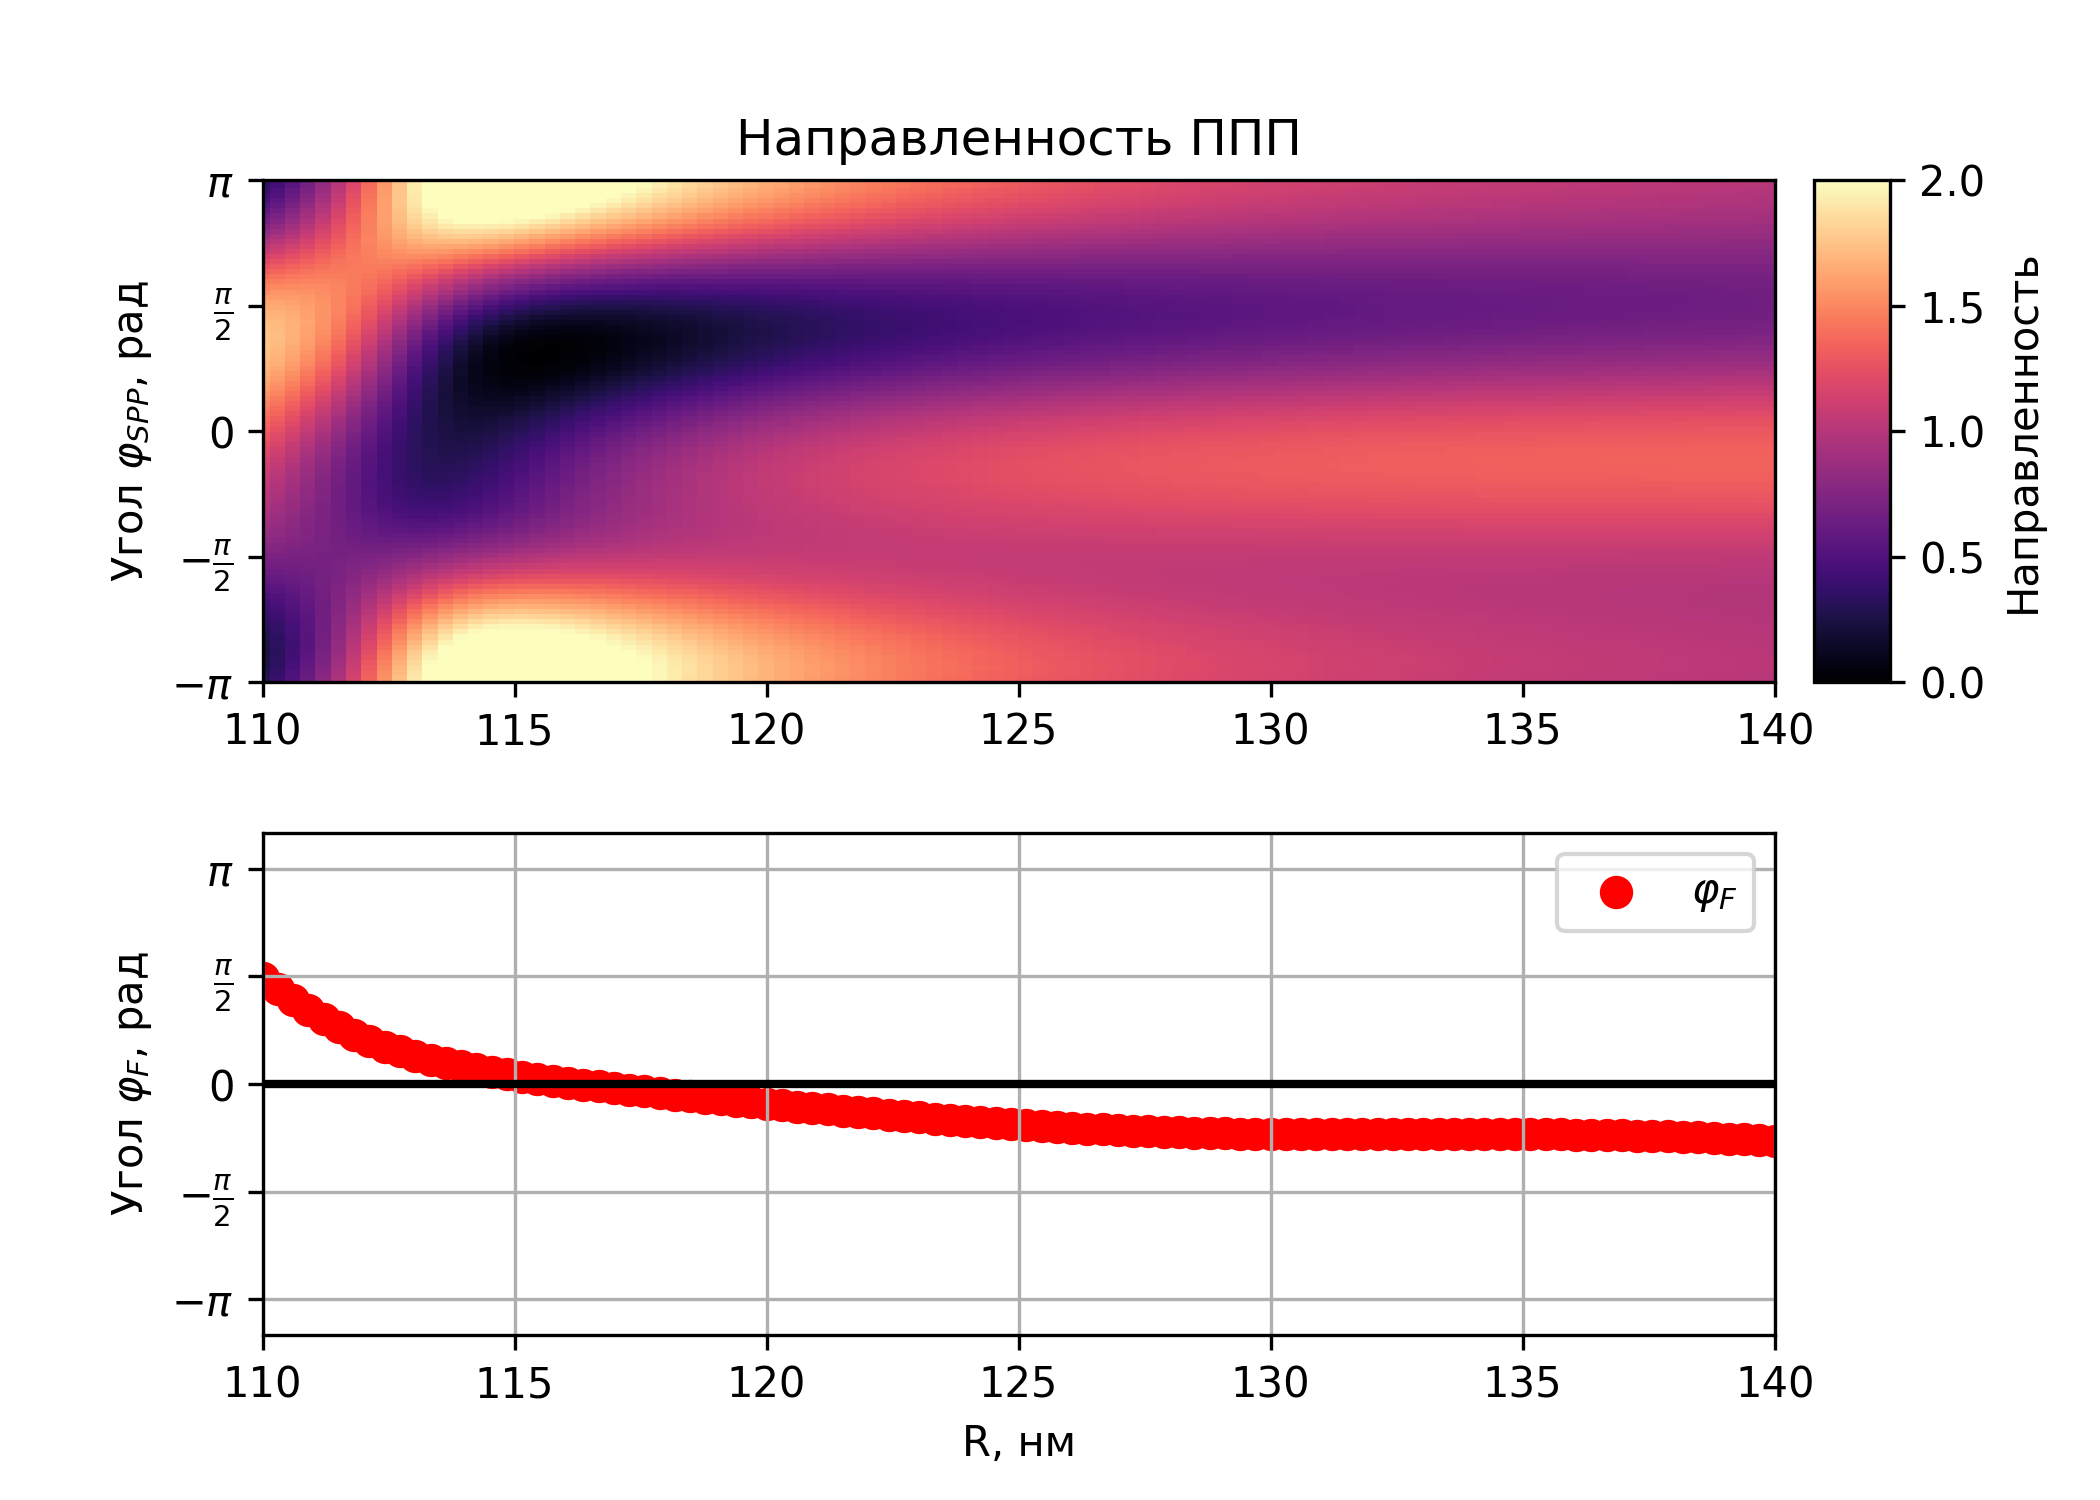 Направленность ППП
Угол φ_SPP, рад
π
π/2
0
−π/2
−π
110 115 120 125 130 135 140
2.0
1.5
1.0
0.5
0.0
Направленность
Угол φ_F, рад
π
π/2
0
−π/2
−π
φ_F
110 115 120 125 130 135 140
R, нм